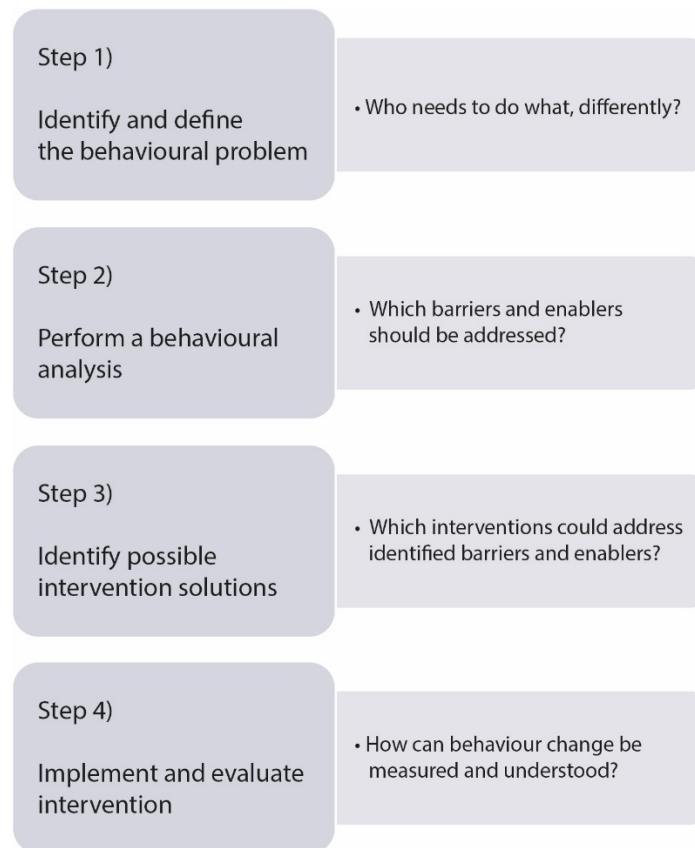 Step 1)
Identify and define
the behavioural problem
• Who needs to do what, differently?
Step 2)
Perform a behavioural
analysis
• Which barriers and enablers
should be addressed?
Step 3)
Identify possible
intervention solutions
• Which interventions could address
identified barriers and enablers?
Step 4)
Implement and evaluate
intervention
• How can behaviour change be
measured and understood?